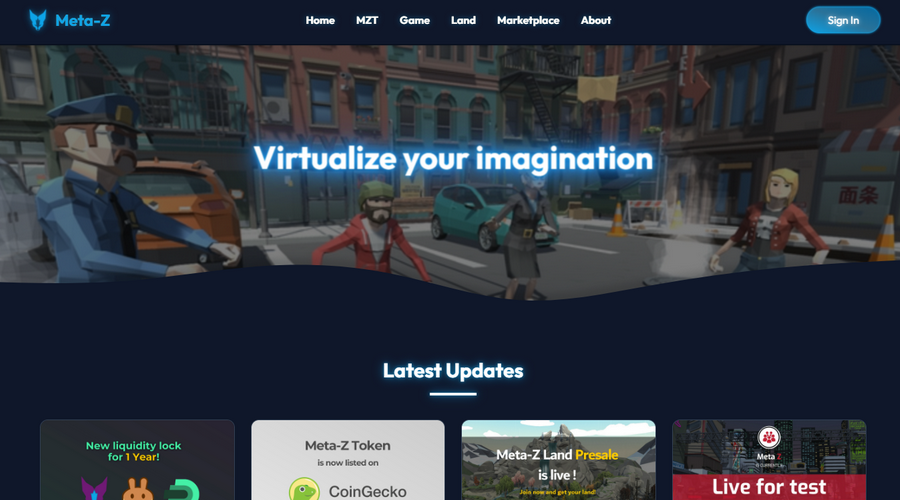 Meta-Z
Home
MZT
Game
Land
Marketplace
About
Sign In
Virtualize your imagination
面条
Latest Updates
New liquidity lock
for 1 Year!
Meta-Z Token
is now listed on
CoinGecko
Meta-Z Land Presale
is live !
Join now and get your land!
Meta Z
Live for test